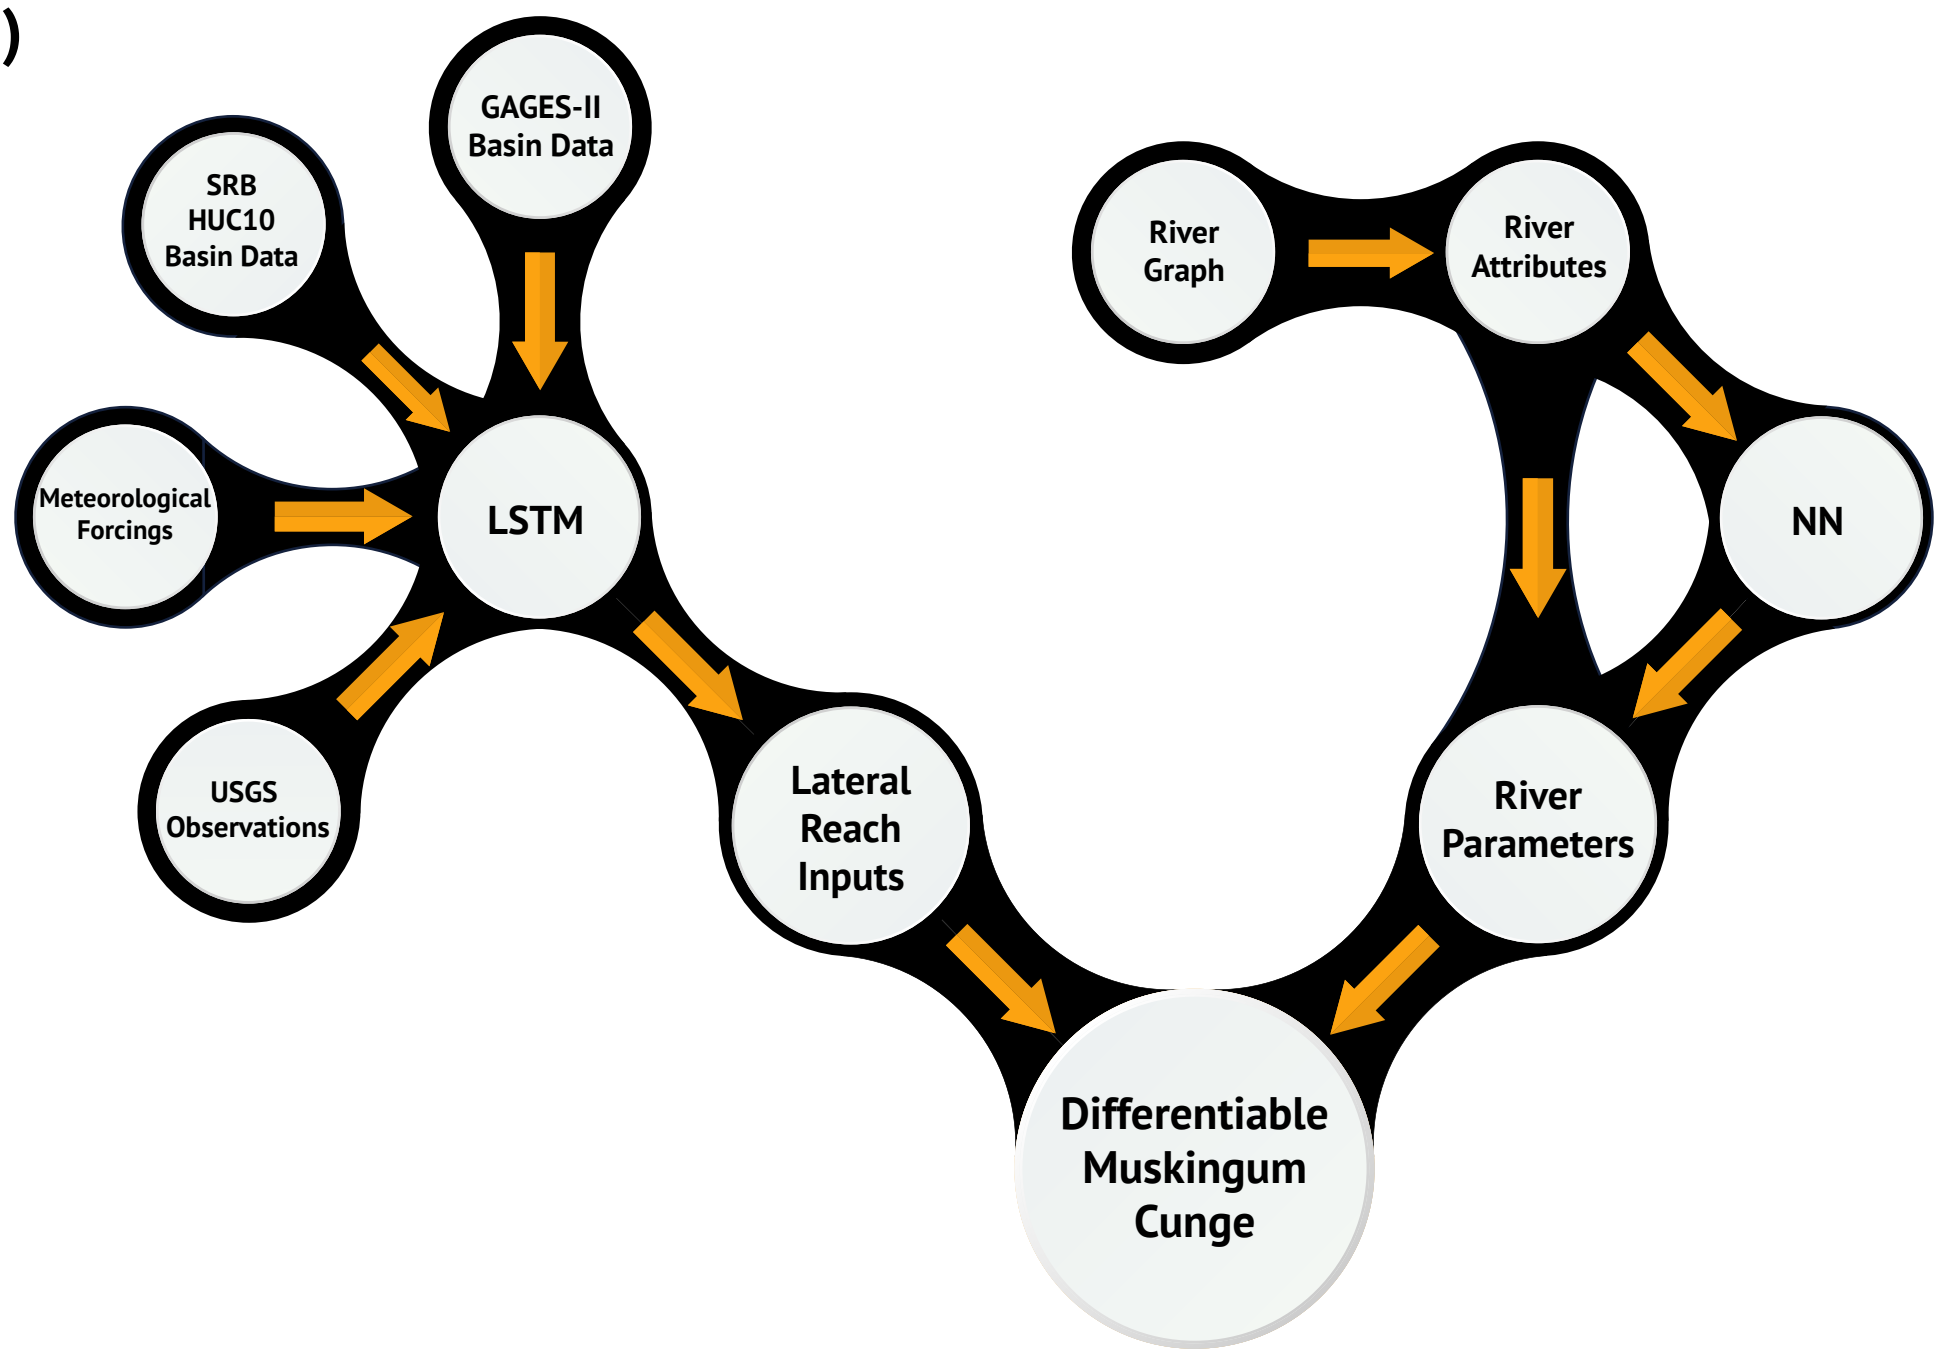 )
GAGES-II
Basin Data
SRB
HUC10
Basin Data
River
Graph
River
Attributes
Meteorological
Forcings
LSTM
NN
USGS
Observations
Lateral
Reach
Inputs
River
Parameters
Differentiable
Muskingum
Cunge